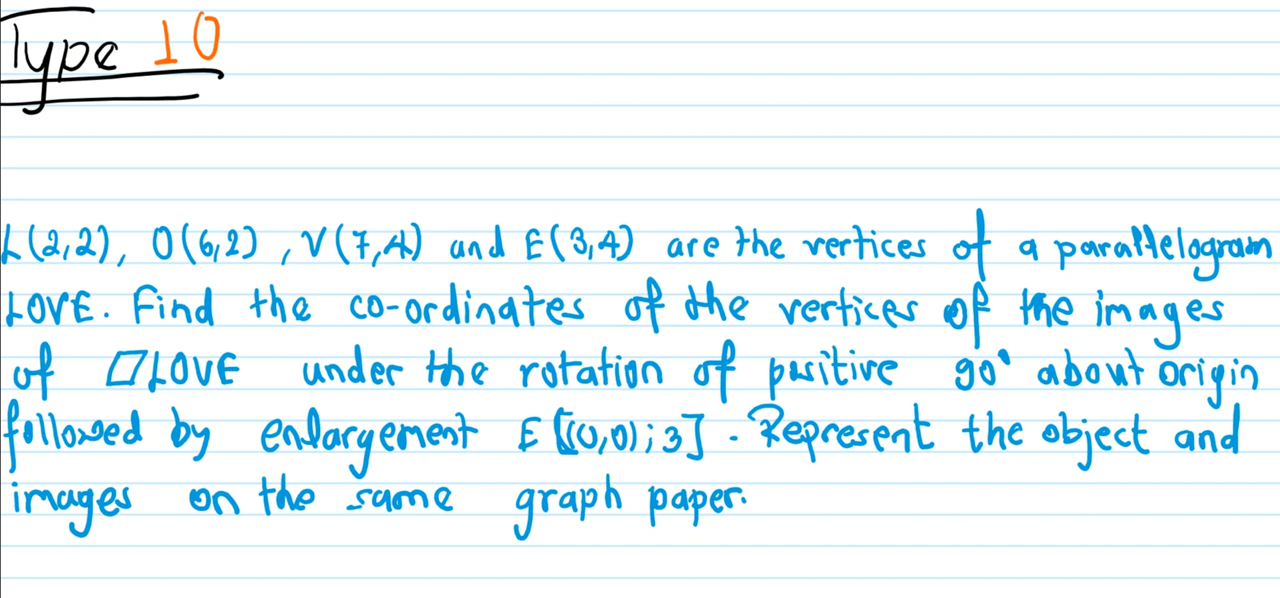 Type 10
L(2,2), O(6,2), V(7,4) and E(3,4) are the vertices of a parallelogram
LOVE. Find the co-ordinates of the vertices of the images
of ▱LOVE under the rotation of positive 90° about origin
followed by enlargement E[(0,0);3]. Represent the object and
images on the same graph paper.